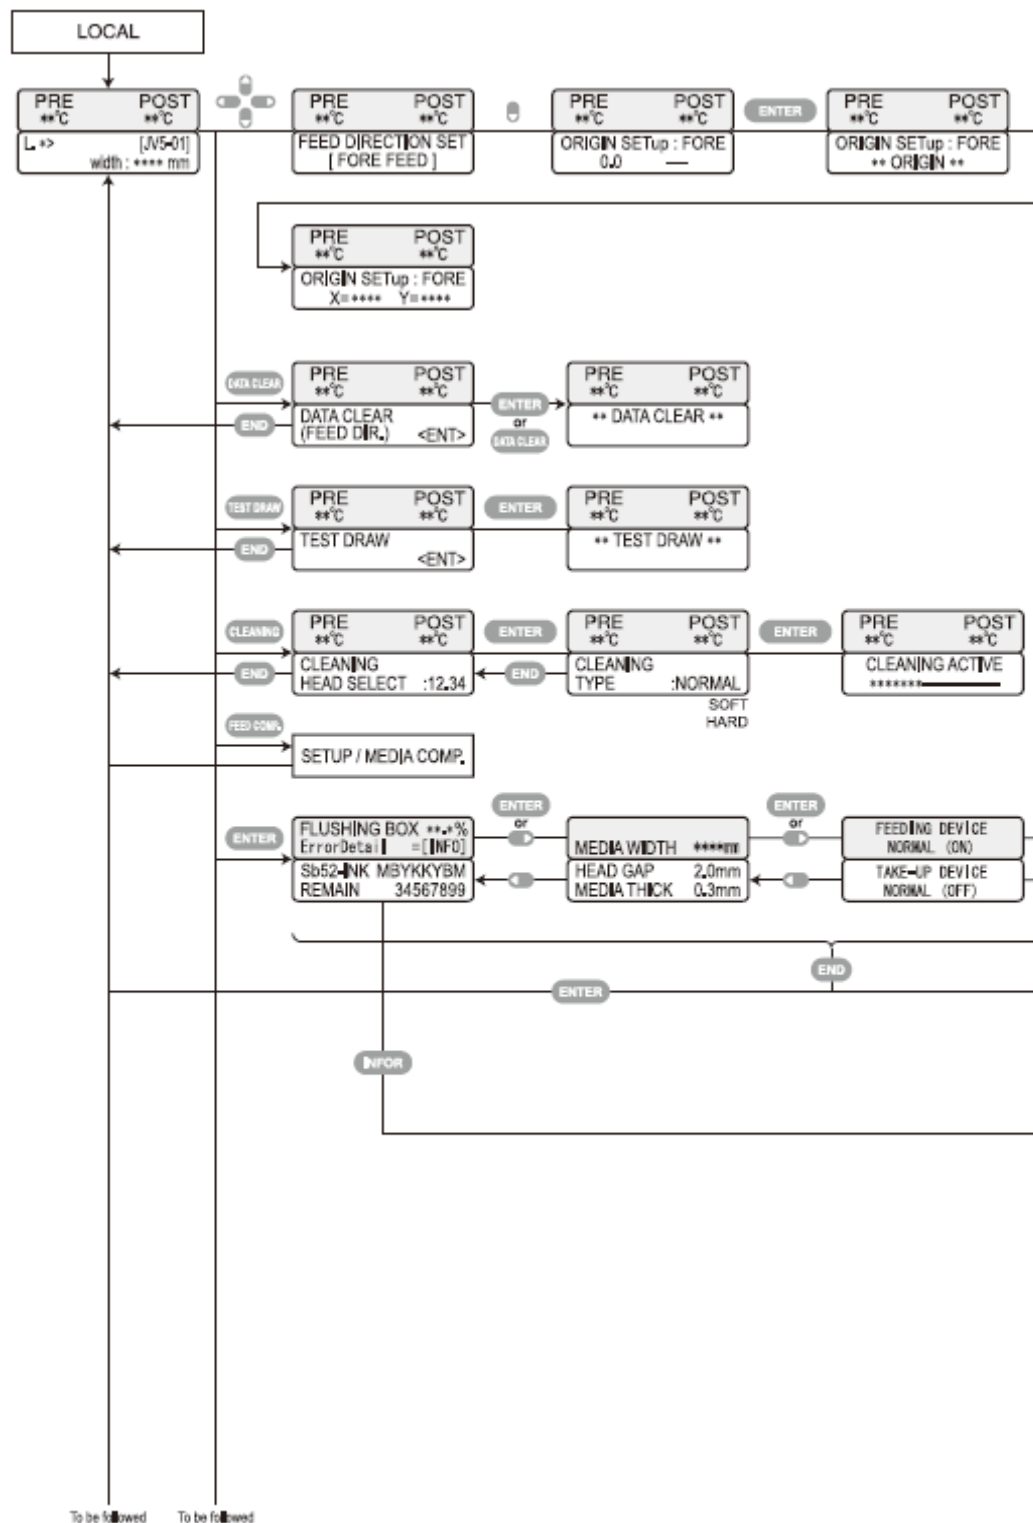 LOCAL
PRE POST
**°C **°C
L.*> [JV5-01]
width : **** mm
PRE POST
**°C **°C
FEED DIRECTION SET
[ FORE FEED ]
PRE POST
**°C **°C
ORIGIN SETup : FORE
0.0 —
ENTER
PRE POST
**°C **°C
ORIGIN SETup : FORE
** ORIGIN **
PRE POST
**°C **°C
ORIGIN SETup : FORE
X=**** Y=****
DATA CLEAR
END
PRE POST
**°C **°C
DATA CLEAR
(FEED DIR.) <ENT>
ENTER
or
DATA CLEAR
PRE POST
**°C **°C
** DATA CLEAR **
TEST DRAW
END
PRE POST
**°C **°C
TEST DRAW
<ENT>
ENTER
PRE POST
**°C **°C
** TEST DRAW **
CLEANING
END
PRE POST
**°C **°C
CLEANING
HEAD SELECT :12.34
ENTER
END
PRE POST
**°C **°C
CLEANING
TYPE :NORMAL
SOFT
HARD
ENTER
PRE POST
**°C **°C
CLEANING ACTIVE
*******
FEED COMP.
SETUP / MEDIA COMP.
ENTER
FLUSHING BOX **.*%
ErrorDetail =[INFO]
Sb52-INK MBYKKYBM
REMAIN 34567899
ENTER
or
MEDIA WIDTH ****mm
HEAD GAP 2.0mm
MEDIA THICK 0.3mm
ENTER
or
FEEDING DEVICE
NORMAL (ON)
TAKE-UP DEVICE
NORMAL (OFF)
END
ENTER
INFOR
To be followed To be followed